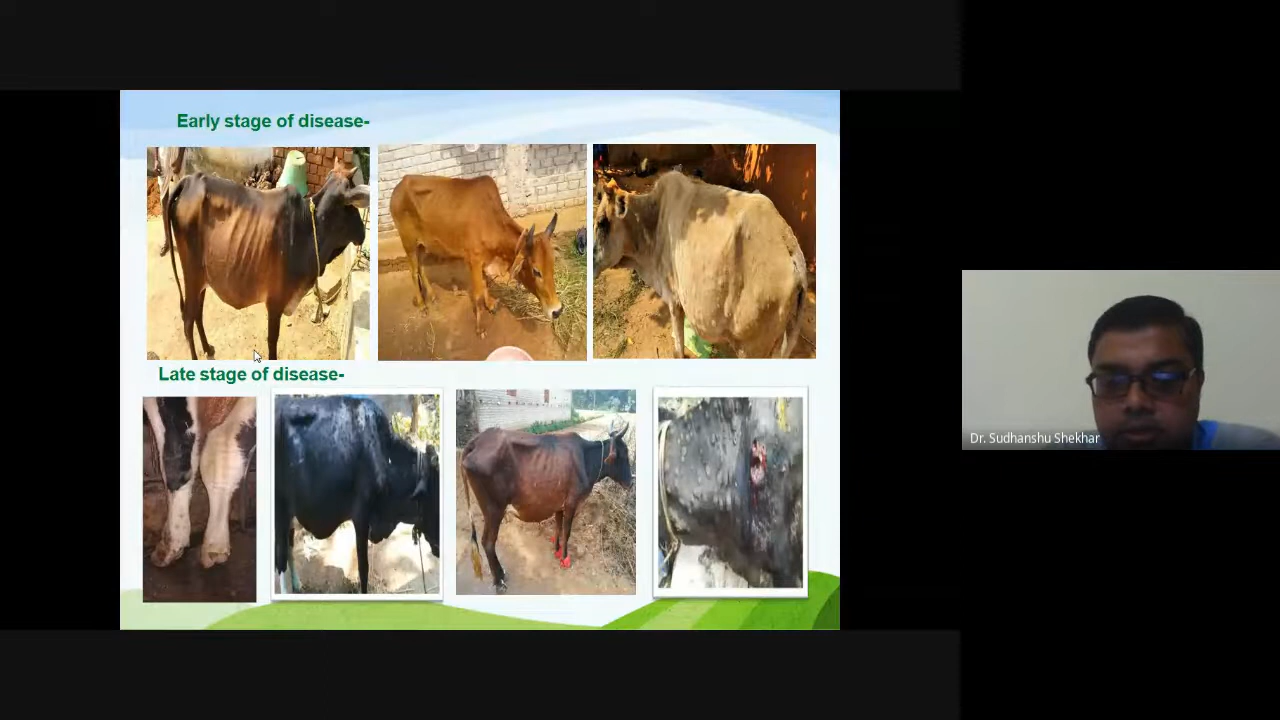 Early stage of disease-
Late stage of disease-
Dr. Sudhanshu Shekhar